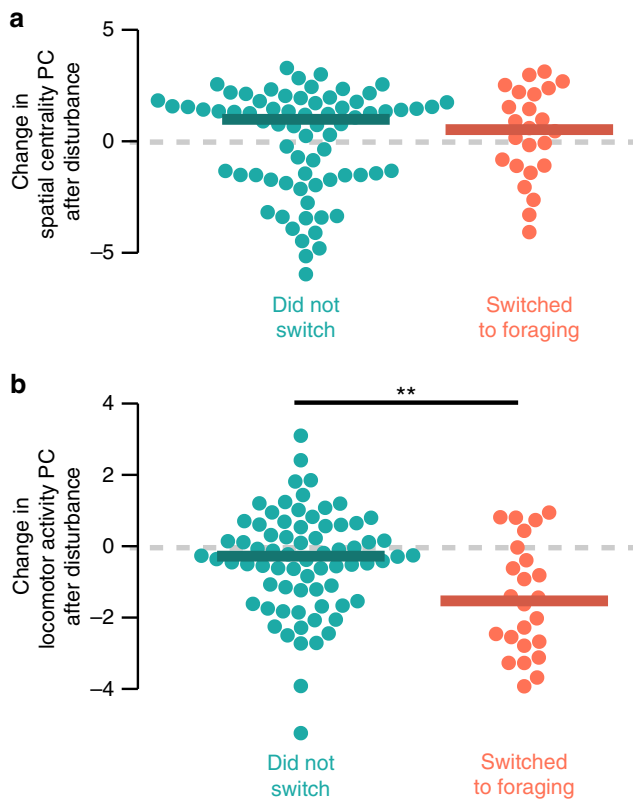 a
Change in
spatial centrality PC
after disturbance
5
0
–5
Did not
switch
Switched
to foraging
b
**
Change in
locomotor activity PC
after disturbance
4
2
0
–2
–4
Did not
switch
Switched
to foraging